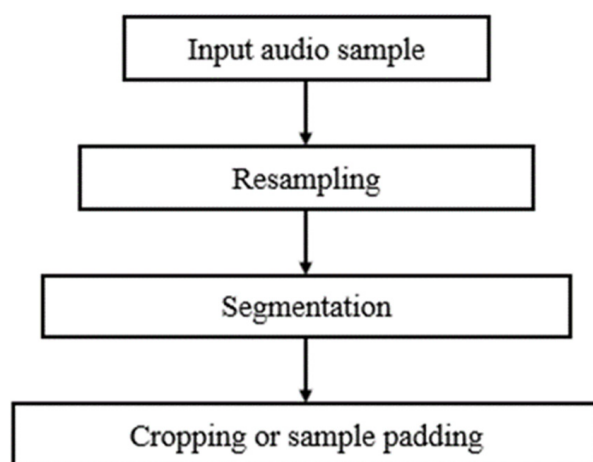 Input audio sample
Resampling
Segmentation
Cropping or sample padding